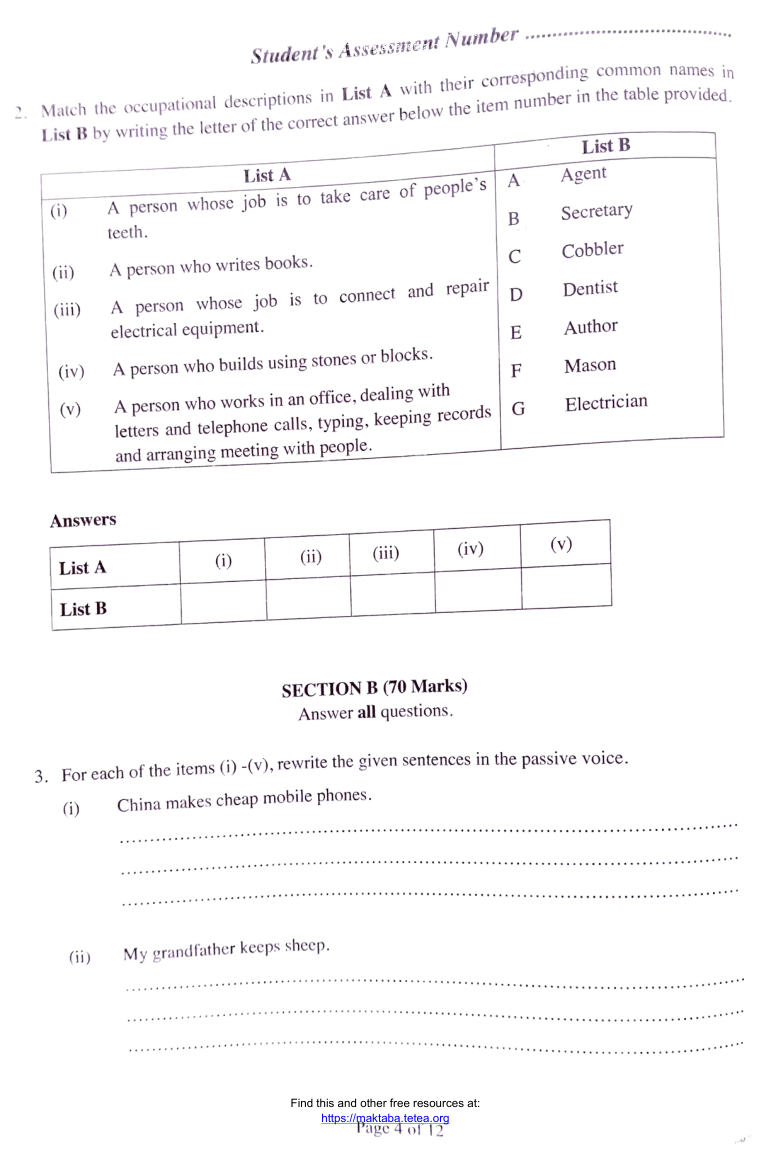 Student's Assessment Number ....................................
2. Match the occupational descriptions in List A with their corresponding common names in
List B by writing the letter of the correct answer below the item number in the table provided.
List A List B
(i) A person whose job is to take care of people's
teeth.
(ii) A person who writes books.
(iii) A person whose job is to connect and repair
electrical equipment.
(iv) A person who builds using stones or blocks.
(v) A person who works in an office, dealing with
letters and telephone calls, typing, keeping records
and arranging meeting with people.
A Agent
B Secretary
C Cobbler
D Dentist
E Author
F Mason
G Electrician
Answers
List A (i) (ii) (iii) (iv) (v)
List B
SECTION B (70 Marks)
Answer all questions.
3. For each of the items (i) -(v), rewrite the given sentences in the passive voice.
(i) China makes cheap mobile phones.
(ii) My grandfather keeps sheep.
Find this and other free resources at:
https://maktaba.tetea.org
Page 4 of 12